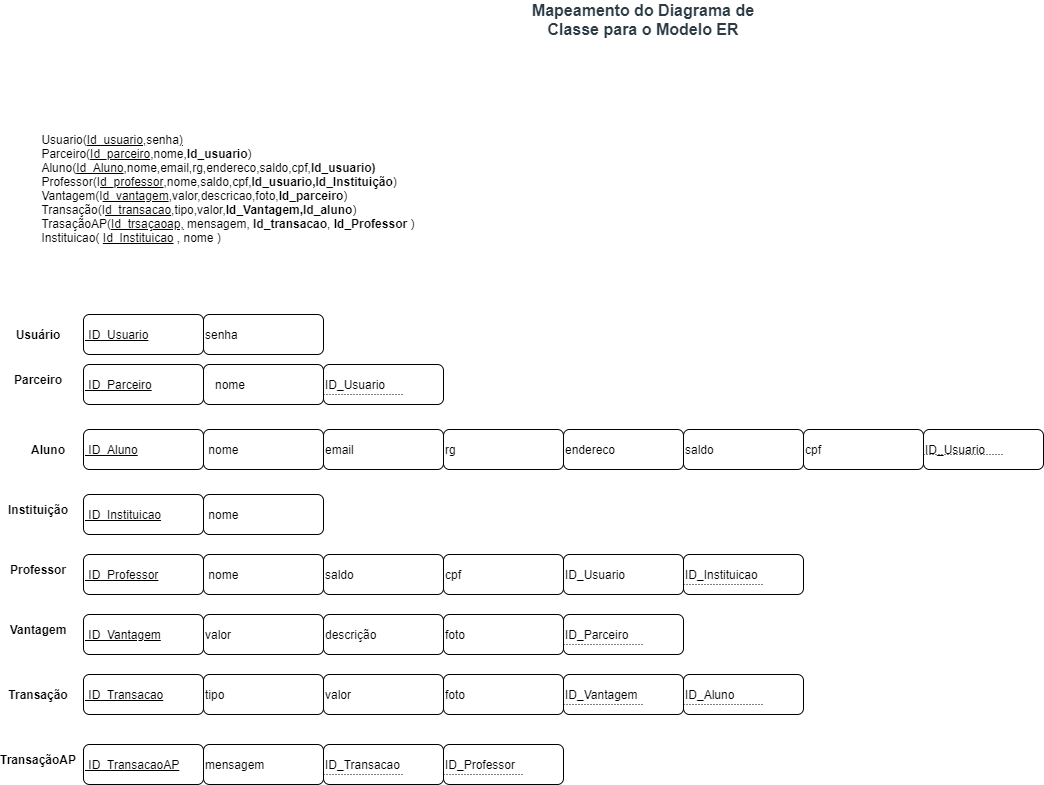 Mapeamento do Diagrama de
Classe para o Modelo ER
Usuario(Id_usuario,senha)
Parceiro(Id_parceiro,nome,Id_usuario)
Aluno(Id_Aluno,nome,email,rg,endereco,saldo,cpf,Id_usuario)
Professor(Id_professor,nome,saldo,cpf,Id_usuario,Id_Instituição)
Vantagem(Id_vantagem,valor,descricao,foto,Id_parceiro)
Transação(Id_transacao,tipo,valor,Id_Vantagem,Id_aluno)
TrasaçãoAP(Id_trsaçaoap, mensagem, Id_transacao, Id_Professor )
Instituicao( Id_Instituicao , nome )
Usuário ID_Usuario senha
Parceiro ID_Parceiro nome ID_Usuario
Aluno ID_Aluno nome email rg endereco saldo cpf ID_Usuario
Instituição ID_Instituicao nome
Professor ID_Professor nome saldo cpf ID_Usuario ID_Instituicao
Vantagem ID_Vantagem valor descrição foto ID_Parceiro
Transação ID_Transacao tipo valor foto ID_Vantagem ID_Aluno
TransaçãoAP ID_TransacaoAP mensagem ID_Transacao ID_Professor